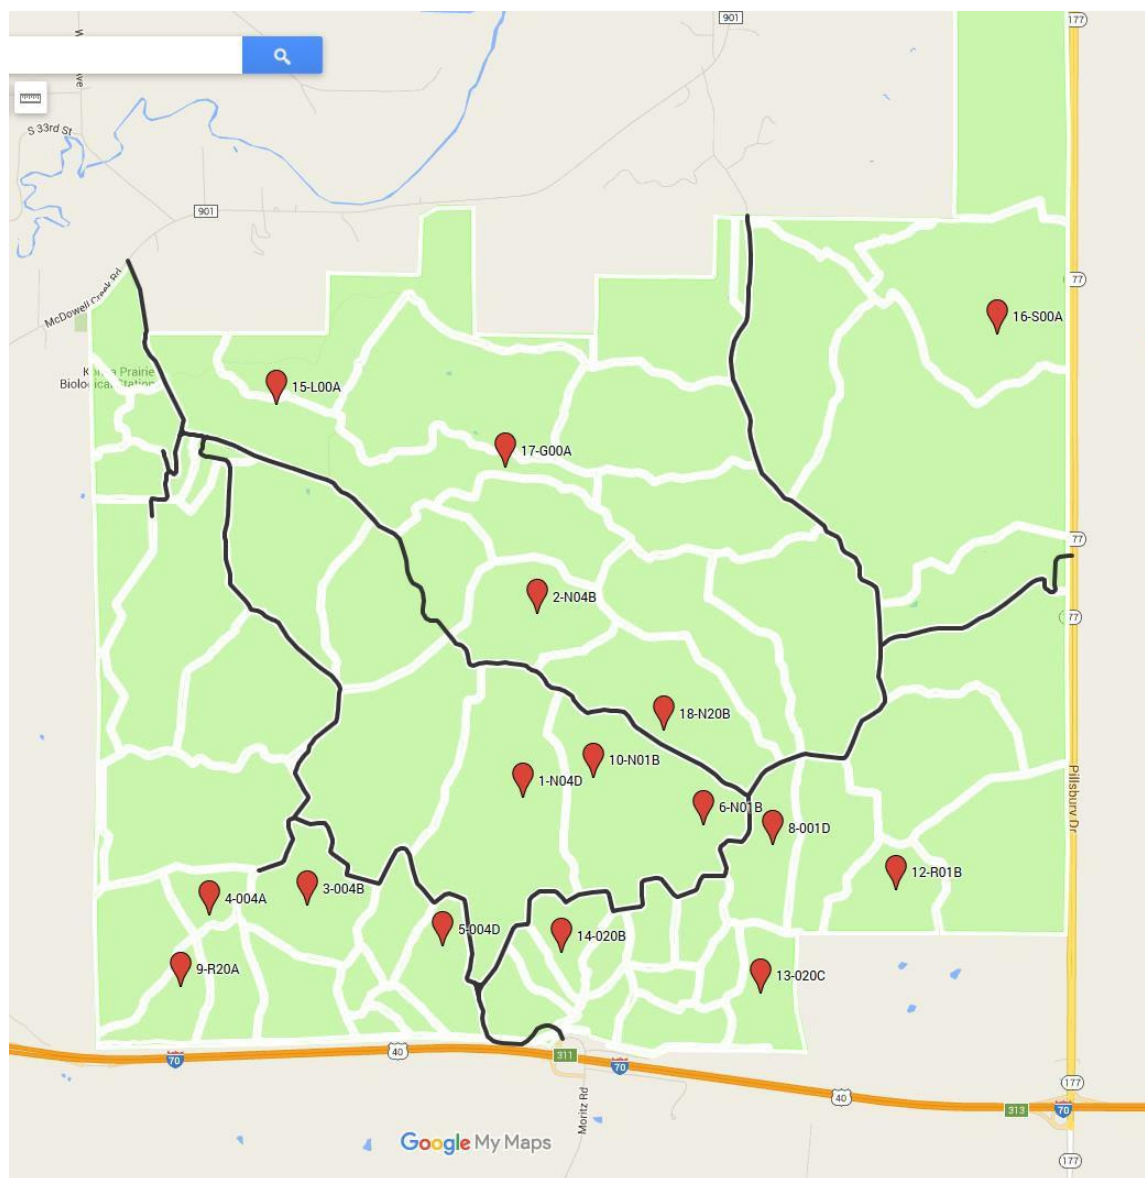 177
901
S 33rd St
Ave
901
McDowell Creek Rd
77
16-S00A
Prairie
Biological Station
15-L00A
17-G00A
77
2-N04B
77
18-N20B
10-N01B
1-N04D
Pillsbury Dr
6-N01B
8-001D
12-R01B
3-004B
4-004A
5-004D
14-020B
9-R20A
13-020C
40
311
70
70
177
40
313
70
Moritz Rd
Google My Maps
177